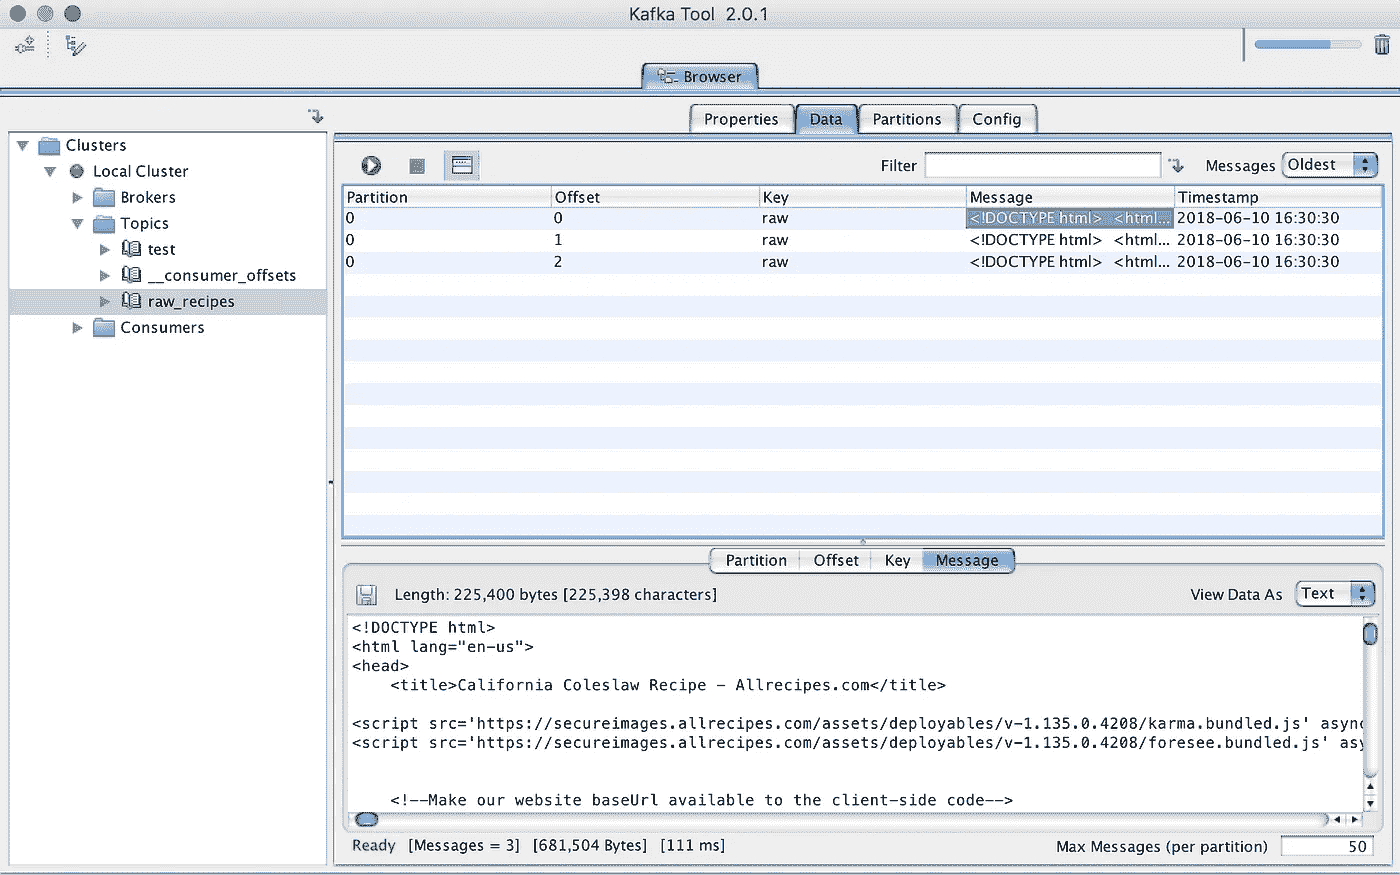 Kafka Tool 2.0.1
Browser
Properties Data Partitions Config
Clusters
Local Cluster
Brokers
Topics
test
__consumer_offsets
raw_recipes
Consumers
Filter Messages Oldest
Partition Offset Key Message Timestamp
0 0 raw <!DOCTYPE html> <html... 2018-06-10 16:30:30
0 1 raw <!DOCTYPE html> <html... 2018-06-10 16:30:30
0 2 raw <!DOCTYPE html> <html... 2018-06-10 16:30:30
Partition Offset Key Message
Length: 225,400 bytes [225,398 characters] View Data As Text
<!DOCTYPE html>
<html lang="en-us">
<head>
<title>California Coleslaw Recipe - Allrecipes.com</title>
<script src='https://secureimages.allrecipes.com/assets/deployables/v-1.135.0.4208/karma.bundled.js' async
<script src='https://secureimages.allrecipes.com/assets/deployables/v-1.135.0.4208/foresee.bundled.js' asy
<!--Make our website baseUrl available to the client-side code-->
Ready [Messages = 3] [681,504 Bytes] [111 ms] Max Messages (per partition) 50